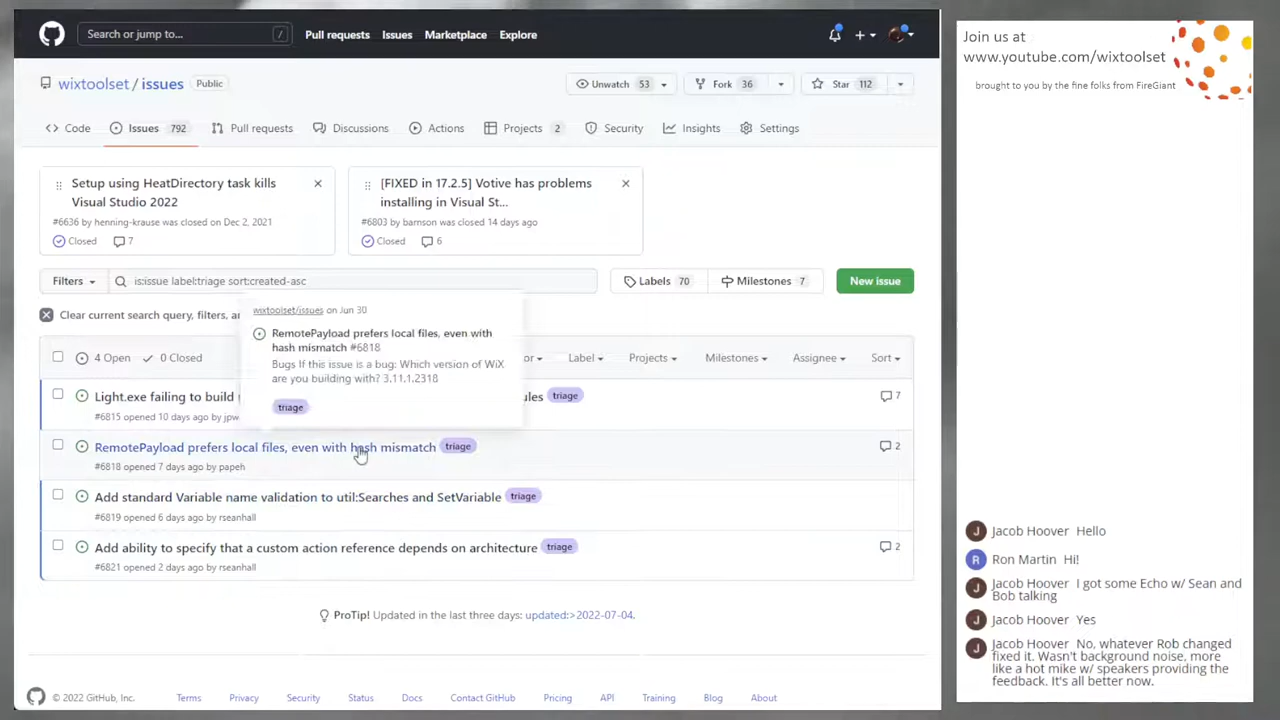 Search or jump to...
/
Pull requests
Issues
Marketplace
Explore
wixtoolset / issues
Public
Unwatch 53
Fork 36
Star 112
Code
Issues 792
Pull requests
Discussions
Actions
Projects 2
Security
Insights
Settings
Setup using HeatDirectory task kills
Visual Studio 2022
#6636 by henning-krause was closed on Dec 2, 2021
Closed 7
[FIXED in 17.2.5] Votive has problems
installing in Visual St...
#6803 by barnson was closed 14 days ago
Closed 6
Filters
is:issue label:triage sort:created-asc
Labels 70
Milestones 7
New issue
Clear current search query, filters, a
wixtoolset/issues on Jun 30
RemotePayload prefers local files, even with
hash mismatch #6818
Bugs If this issue is a bug: Which version of WiX
are you building with? 3.11.1.2318
triage
4 Open
0 Closed
Label
Projects
Milestones
Assignee
Sort
Light.exe failing to build
ules triage
7
#6815 opened 10 days ago by jpw
RemotePayload prefers local files, even with hash mismatch triage
2
#6818 opened 7 days ago by papeh
Add standard Variable name validation to util:Searches and SetVariable triage
#6819 opened 6 days ago by rseanhall
Add ability to specify that a custom action reference depends on architecture triage
2
#6821 opened 2 days ago by rseanhall
ProTip! Updated in the last three days: updated:>2022-07-04.
© 2022 GitHub, Inc.
Terms
Privacy
Security
Status
Docs
Contact GitHub
Pricing
API
Training
Blog
About
Join us at
www.youtube.com/wixtoolset
brought to you by the fine folks from FireGiant
J Jacob Hoover Hello
R Ron Martin Hi!
J Jacob Hoover I got some Echo w/ Sean and
Bob talking
J Jacob Hoover Yes
J Jacob Hoover No, whatever Rob changed
fixed it. Wasn't background noise, more
like a hot mike w/ speakers providing the
feedback. It's all better now.